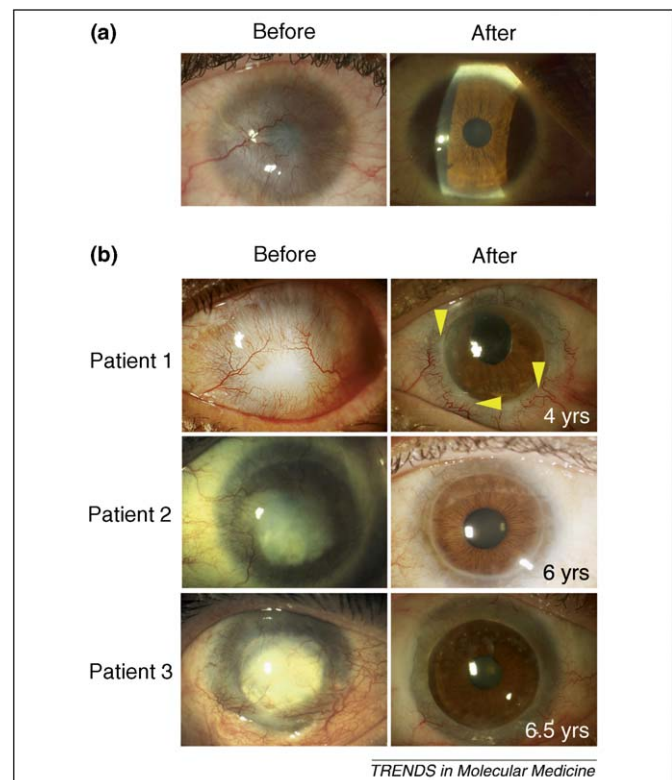 (a)
Before After
(b)
Before After
Patient 1
4 yrs
Patient 2
6 yrs
Patient 3
6.5 yrs
TRENDS in Molecular Medicine